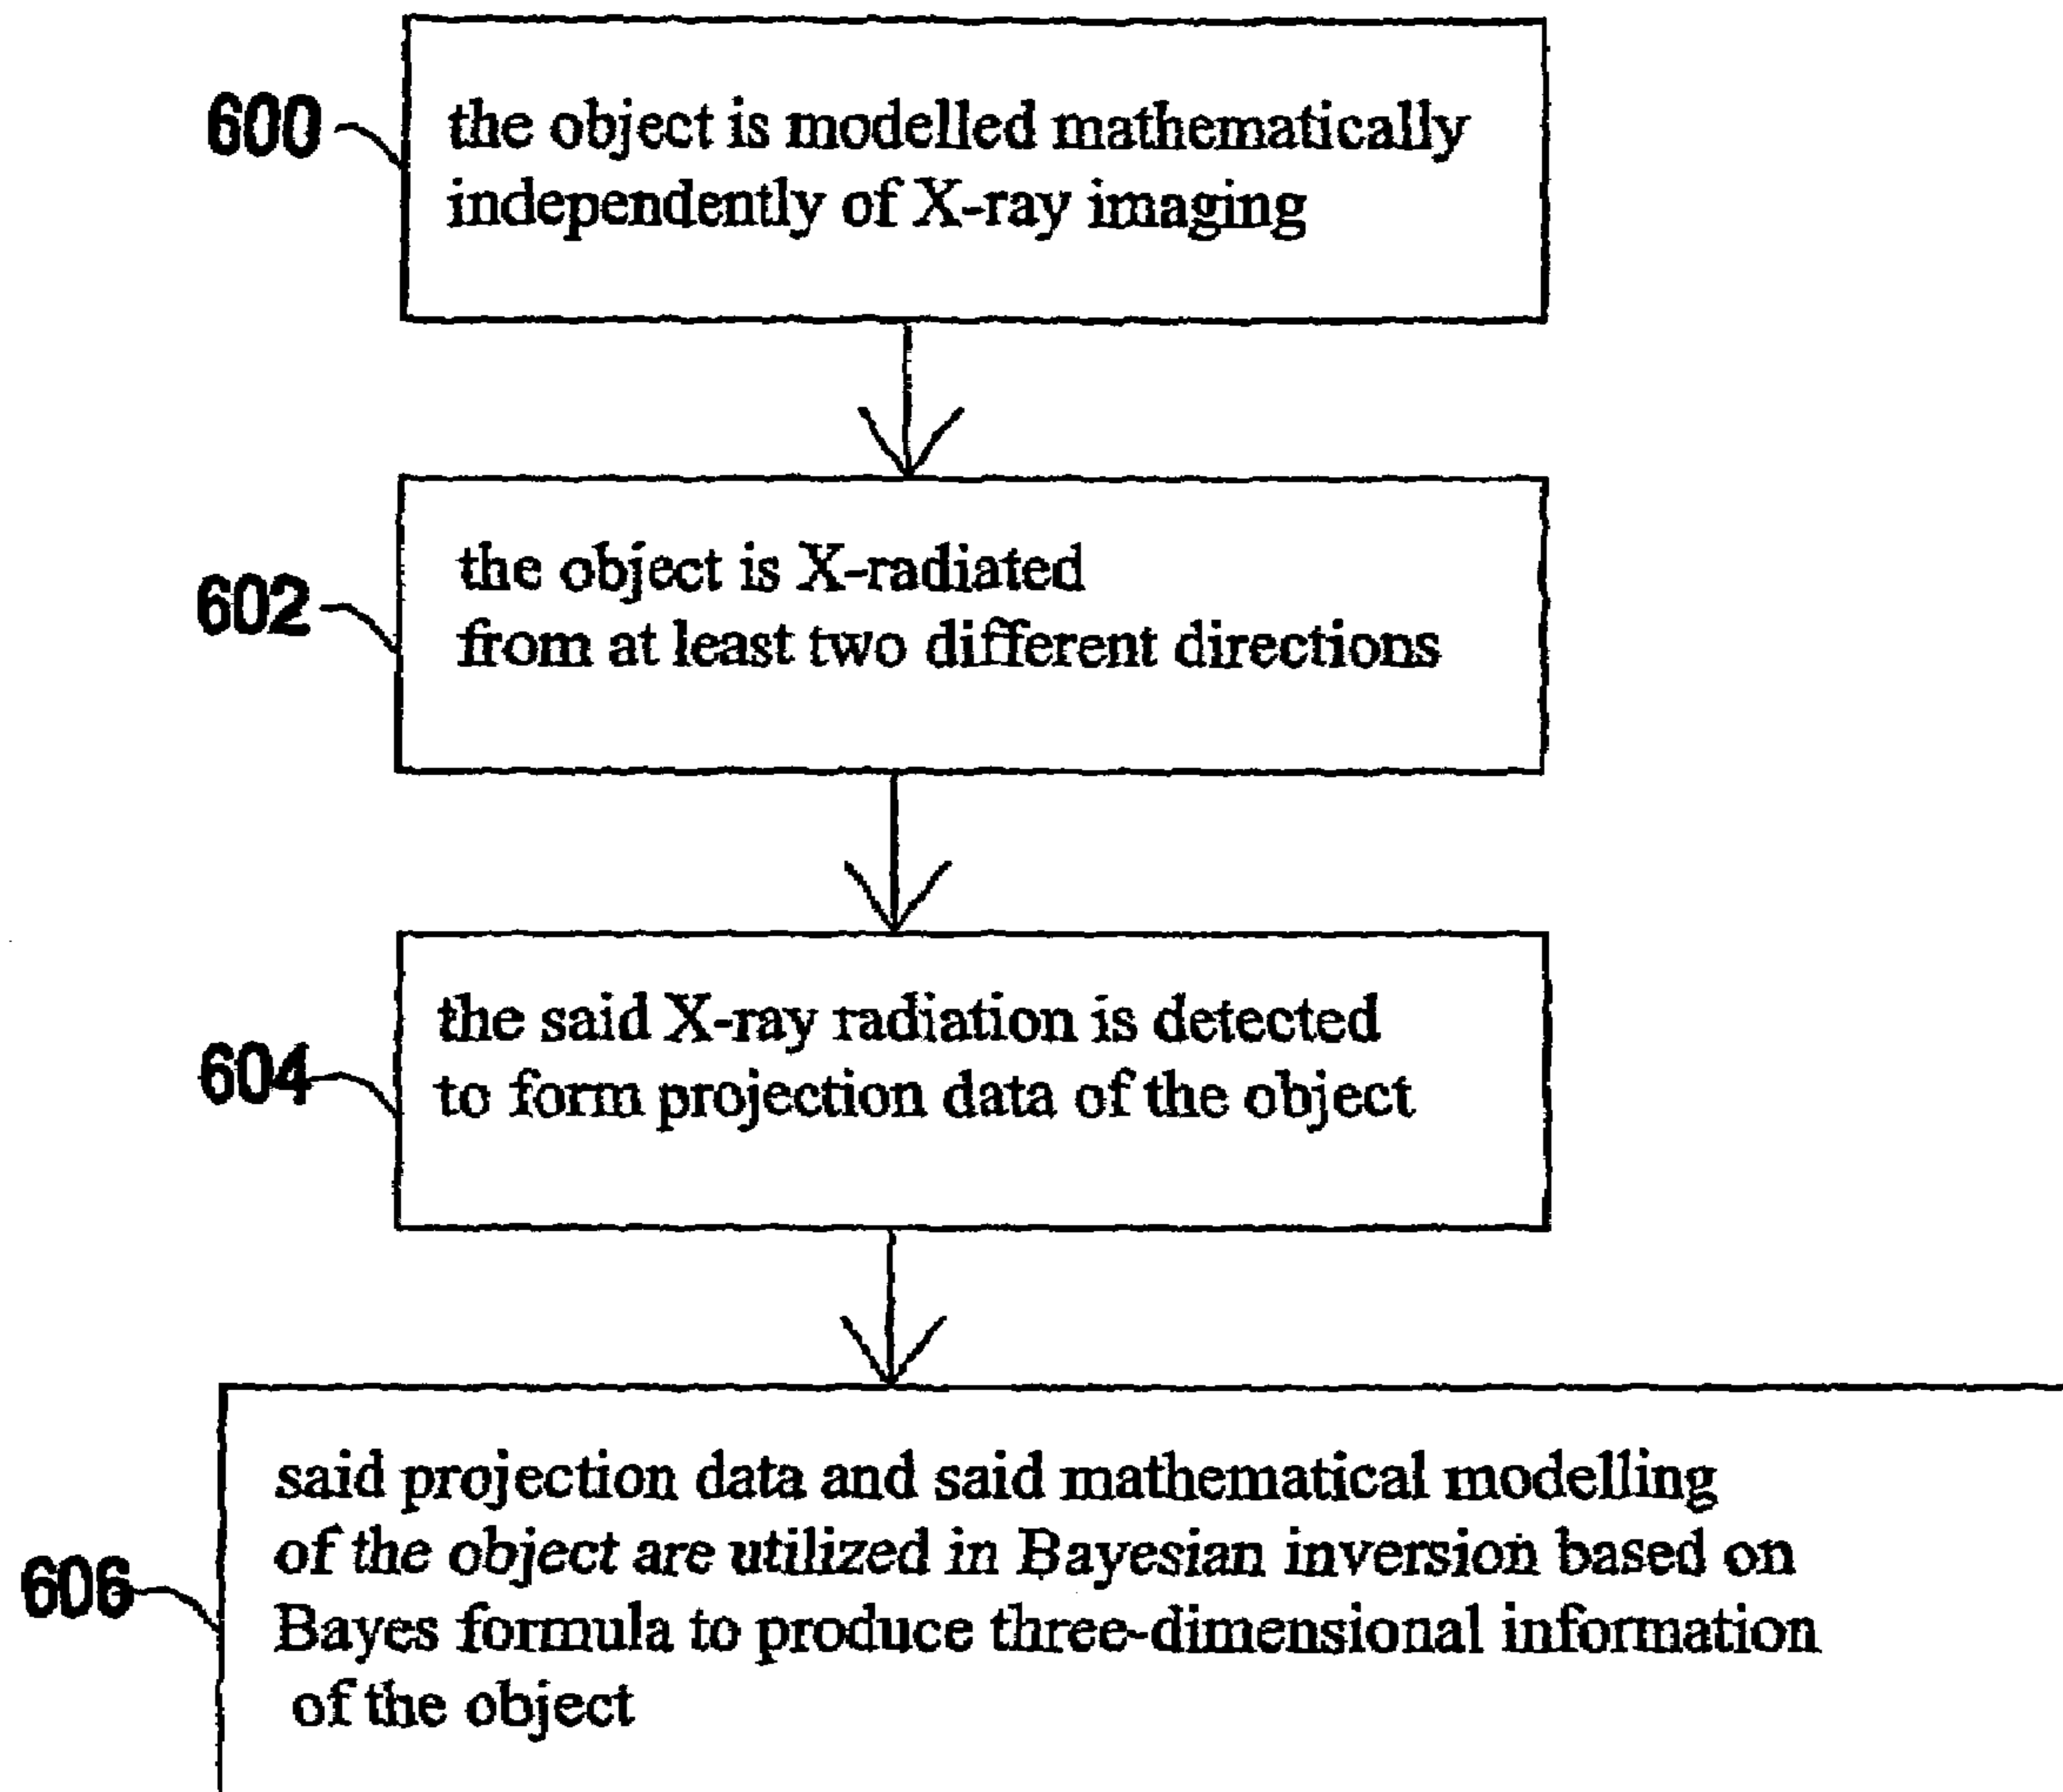 600
the object is modelled mathematically
independently of X-ray imaging
602
the object is X-radiated
from at least two different directions
604
the said X-ray radiation is detected
to form projection data of the object
606
said projection data and said mathematical modelling
of the object are utilized in Bayesian inversion based on
Bayes formula to produce three-dimensional information
of the object